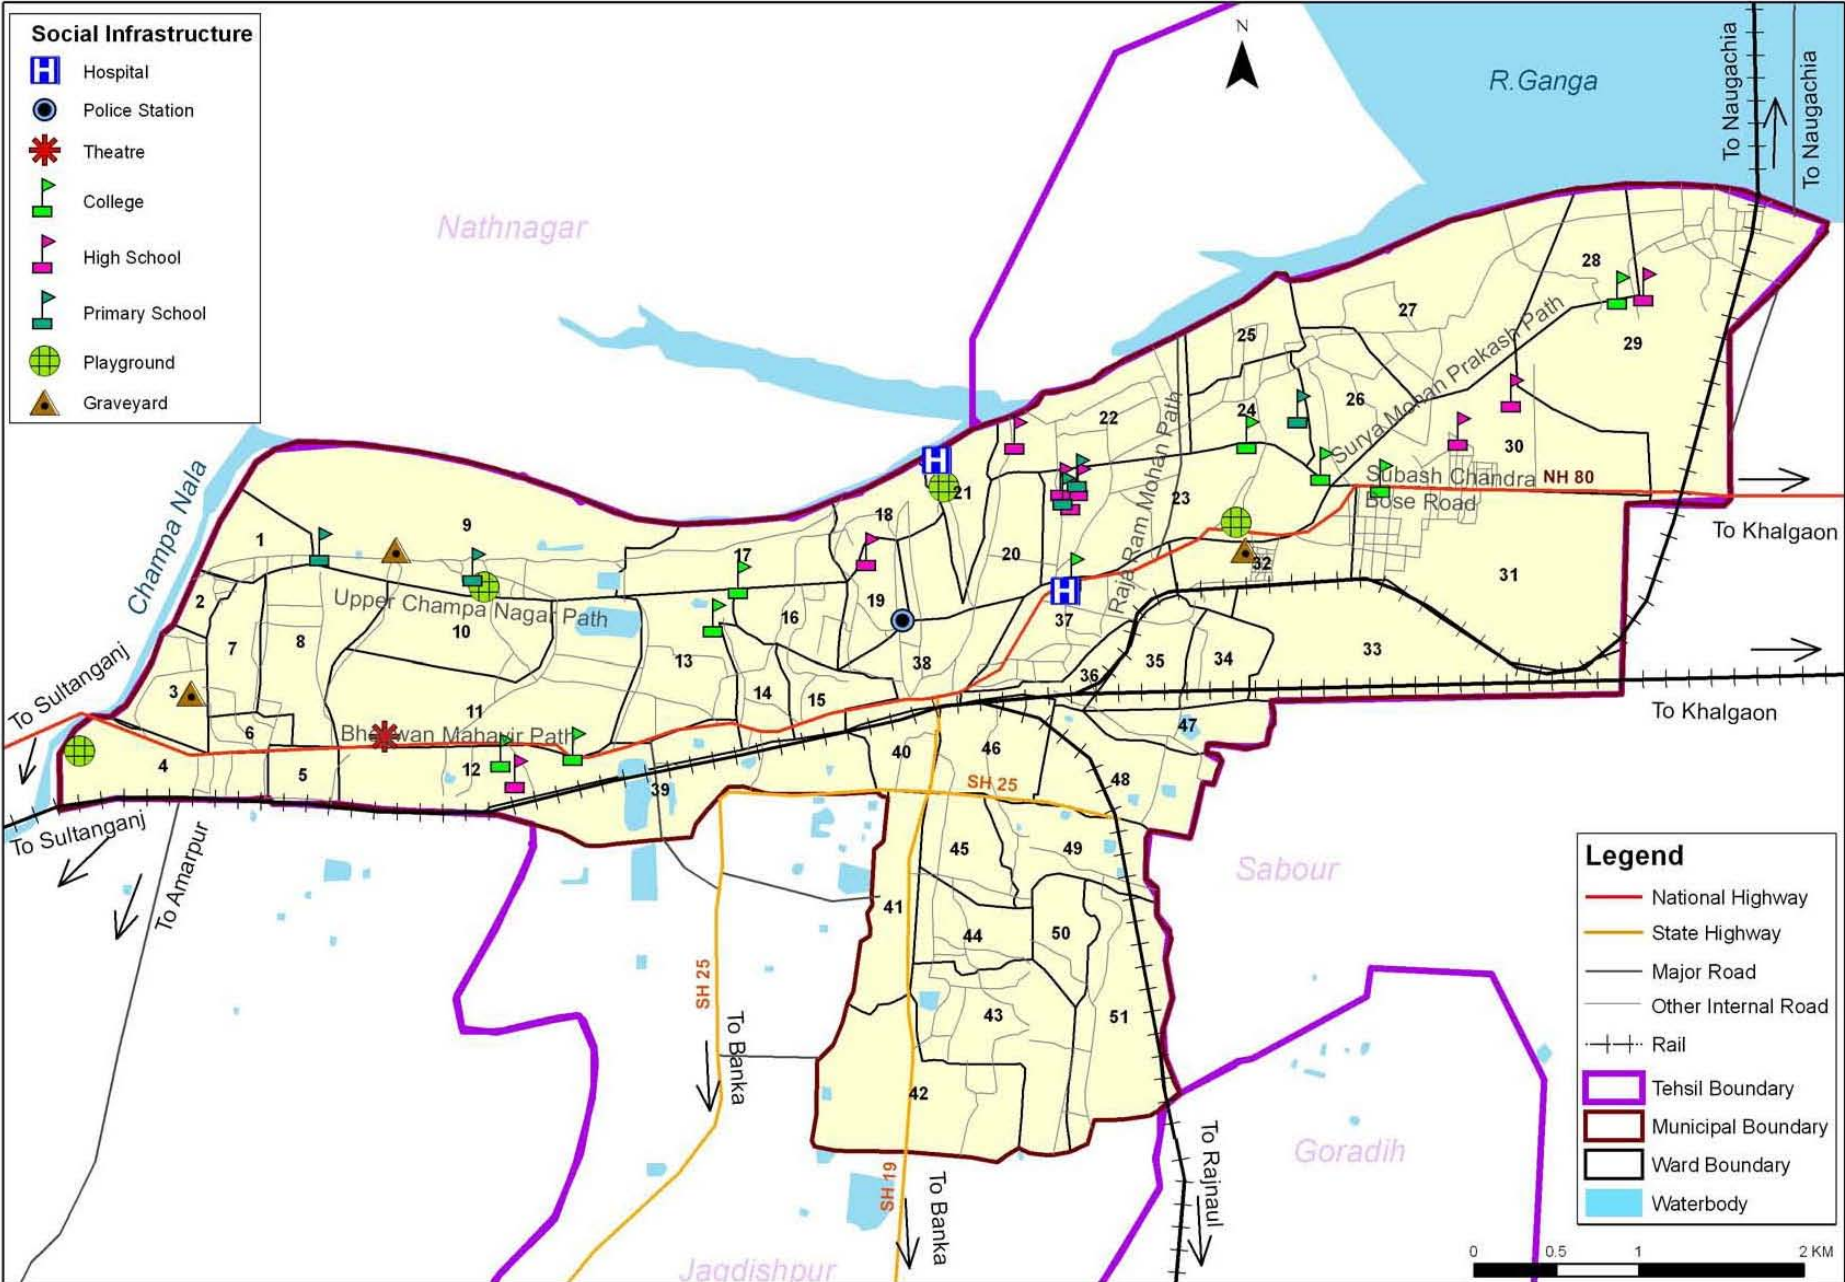 Social Infrastructure
Hospital
Police Station
Theatre
College
High School
Primary School
Playground
Graveyard
N
R.Ganga
To Naugachia
To Naugachia
Nathnagar
Champa Nala
28
27
25
29
Surya Mohan Prakash Path
26
24
22
30
Raja Ram Mohan Path
Subash Chandra
Bose Road
NH 80
To Khalgaon
21
23
18
9
1
17
20
32
31
2
Upper Champa Nagar Path
16
19
37
10
7
8
13
38
35
34
33
36
To Sultanganj
3
14
15
11
6
Bhagwan Mahavir Path
47
To Khalgaon
4
5
12
40
46
39
SH 25
48
To Sultanganj
To Amarpur
45
49
Sabour
41
44
50
SH 25
To Banka
43
51
42
SH 19
To Banka
To Rajnaul
Goradih
Jagdishpur
Legend
National Highway
State Highway
Major Road
Other Internal Road
Rail
Tehsil Boundary
Municipal Boundary
Ward Boundary
Waterbody
0 0.5 1 2 KM
H
H
H